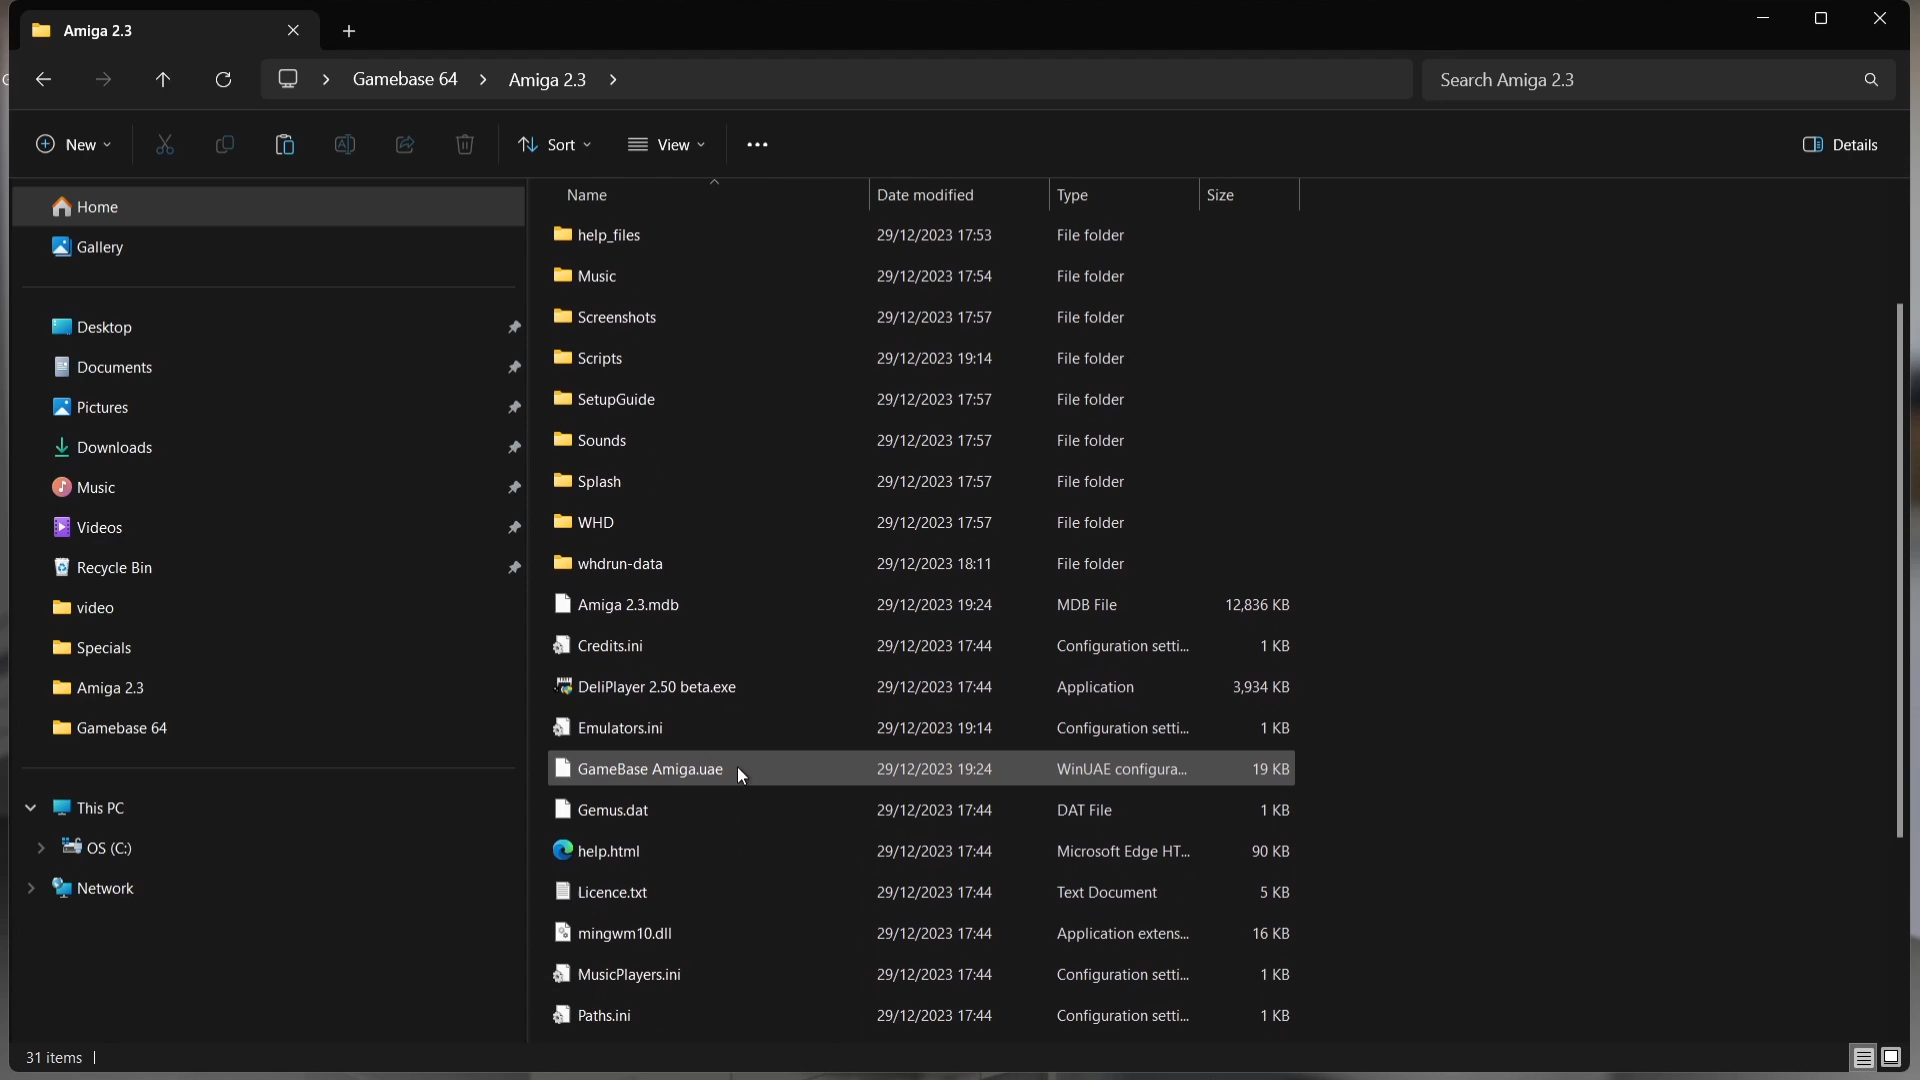 Amiga 2.3
Gamebase 64 Amiga 2.3
Search Amiga 2.3
New
Sort
View
Details
Home
Gallery
Desktop
Documents
Pictures
Downloads
Music
Videos
Recycle Bin
video
Specials
Amiga 2.3
Gamebase 64
This PC
OS (C:)
Network
Name Date modified Type Size
help_files 29/12/2023 17:53 File folder
Music 29/12/2023 17:54 File folder
Screenshots 29/12/2023 17:57 File folder
Scripts 29/12/2023 19:14 File folder
SetupGuide 29/12/2023 17:57 File folder
Sounds 29/12/2023 17:57 File folder
Splash 29/12/2023 17:57 File folder
WHD 29/12/2023 17:57 File folder
whdrun-data 29/12/2023 18:11 File folder
Amiga 2.3.mdb 29/12/2023 19:24 MDB File 12,836 KB
Credits.ini 29/12/2023 17:44 Configuration setti... 1 KB
DeliPlayer 2.50 beta.exe 29/12/2023 17:44 Application 3,934 KB
Emulators.ini 29/12/2023 19:14 Configuration setti... 1 KB
GameBase Amiga.uae 29/12/2023 19:24 WinUAE configura... 19 KB
Gemus.dat 29/12/2023 17:44 DAT File 1 KB
help.html 29/12/2023 17:44 Microsoft Edge HT... 90 KB
Licence.txt 29/12/2023 17:44 Text Document 5 KB
mingwm10.dll 29/12/2023 17:44 Application extens... 16 KB
MusicPlayers.ini 29/12/2023 17:44 Configuration setti... 1 KB
Paths.ini 29/12/2023 17:44 Configuration setti... 1 KB
31 items